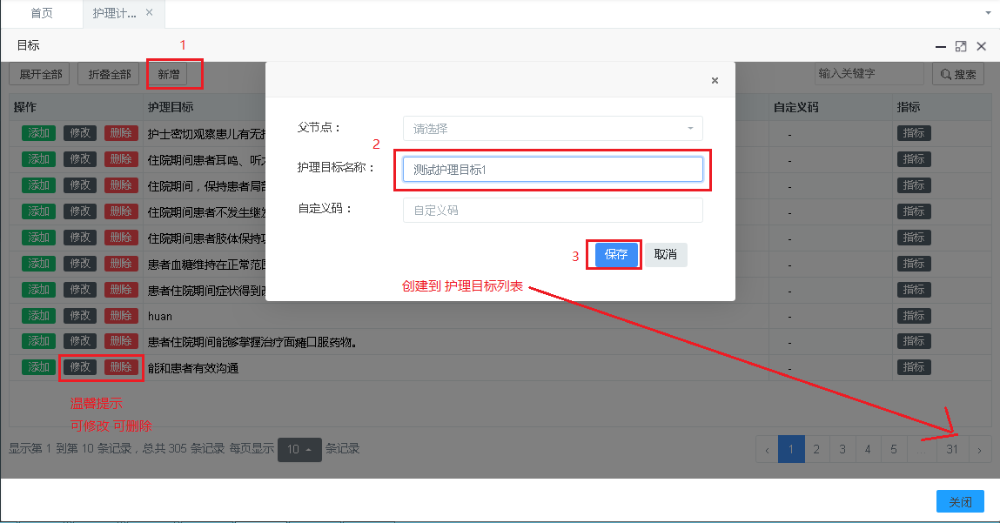 首页 护理计... ×
目标
1
展开全部 折叠全部 新增 输入关键字 搜索
操作 护理目标 自定义码 指标
添加 修改 删除 护士密切观察患儿有无 - 指标
添加 修改 删除 住院期间患者耳鸣、听 - 指标
添加 修改 删除 住院期间，保持患者局 - 指标
添加 修改 删除 住院期间患者不发生继 - 指标
添加 修改 删除 住院期间患者肢体保持 - 指标
添加 修改 删除 患者血糖维持在正常范 - 指标
添加 修改 删除 患者住院期间症状得到 - 指标
添加 修改 删除 huan - 指标
添加 修改 删除 患者住院期间能够掌握治疗面瘫口服药物。 - 指标
添加 修改 删除 能和患者有效沟通 - 指标
×
父节点： 请选择
2
护理目标名称： 测试护理目标1
自定义码： 自定义码
3 保存 取消
创建到 护理目标列表
温馨提示
可修改 可删除
显示第 1 到第 10 条记录，总共 305 条记录 每页显示 10 条记录 ‹ 1 2 3 4 5 ... 31 ›
关闭